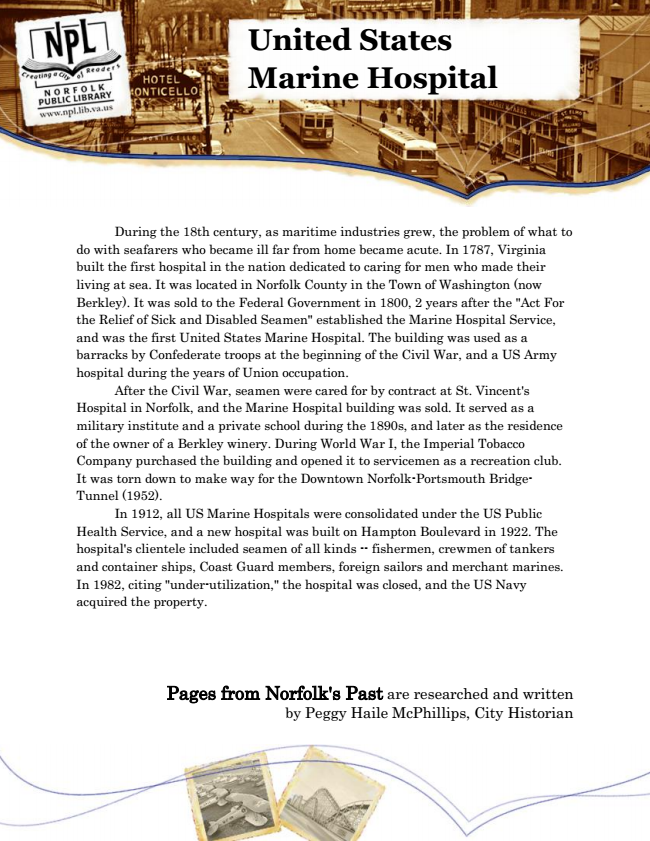 NPL
Creating a City of Readers
NORFOLK
PUBLIC LIBRARY
www.npl.lib.va.us
HOTEL
MONTICELLO
United States
Marine Hospital
During the 18th century, as maritime industries grew, the problem of what to
do with seafarers who became ill far from home became acute. In 1787, Virginia
built the first hospital in the nation dedicated to caring for men who made their
living at sea. It was located in Norfolk County in the Town of Washington (now
Berkley). It was sold to the Federal Government in 1800, 2 years after the "Act For
the Relief of Sick and Disabled Seamen" established the Marine Hospital Service,
and was the first United States Marine Hospital. The building was used as a
barracks by Confederate troops at the beginning of the Civil War, and a US Army
hospital during the years of Union occupation.
After the Civil War, seamen were cared for by contract at St. Vincent's
Hospital in Norfolk, and the Marine Hospital building was sold. It served as a
military institute and a private school during the 1890s, and later as the residence
of the owner of a Berkley winery. During World War I, the Imperial Tobacco
Company purchased the building and opened it to servicemen as a recreation club.
It was torn down to make way for the Downtown Norfolk-Portsmouth Bridge-
Tunnel (1952).
In 1912, all US Marine Hospitals were consolidated under the US Public
Health Service, and a new hospital was built on Hampton Boulevard in 1922. The
hospital's clientele included seamen of all kinds -- fishermen, crewmen of tankers
and container ships, Coast Guard members, foreign sailors and merchant marines.
In 1982, citing "under-utilization," the hospital was closed, and the US Navy
acquired the property.
Pages from Norfolk's Past are researched and written
by Peggy Haile McPhillips, City Historian